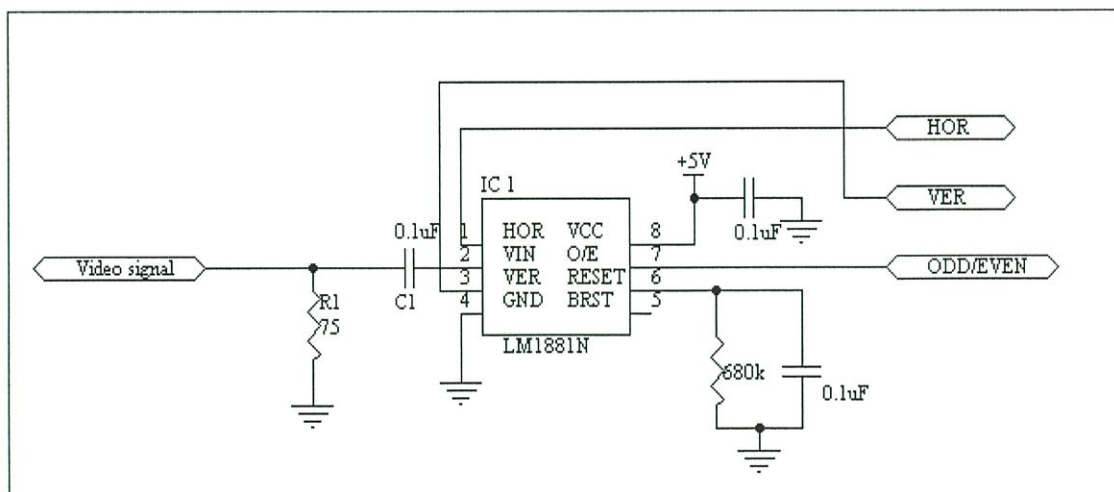 HOR
+5V
IC 1
VER
0.1uF
1 HOR VCC 8
0.1uF
2 VIN O/E 7
Video signal
3 VER RESET 6
ODD/EVEN
4 GND BRST 5
C1
R1
75
LM1881N
680k
0.1uF